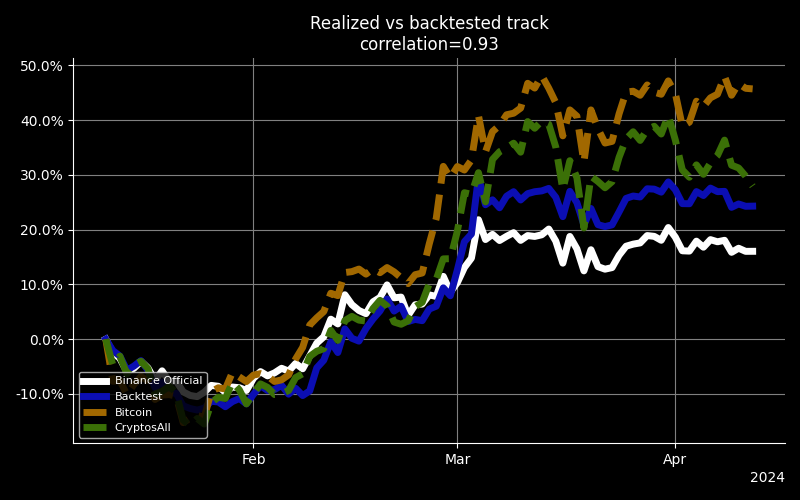 Realized vs backtested track
correlation=0.93
50.0%
40.0%
30.0%
20.0%
10.0%
0.0%
-10.0%
Binance Official
Backtest
Bitcoin
CryptosAll
Feb
Mar
Apr
2024